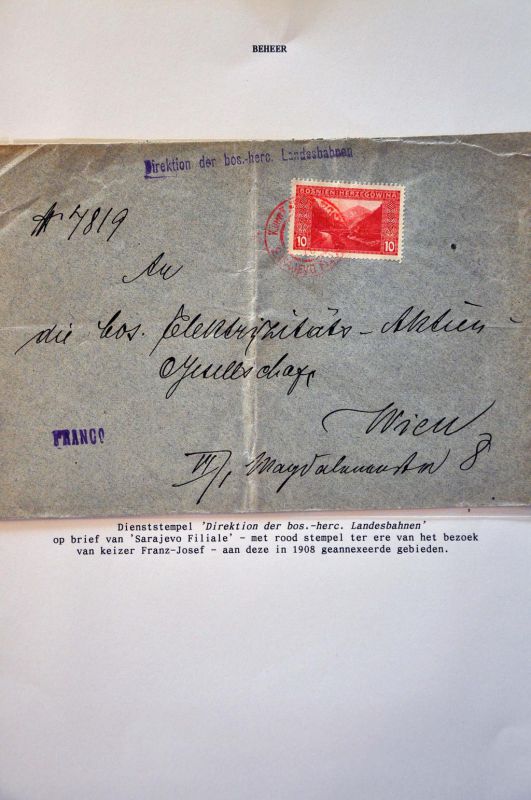 BEHEER
Direktion der bos.-herc. Landesbahnen
BOSNIEN HERZEGOWINA
10 10
№ 7819
An
die bos. Elektrizitäts-Aktien-
Gesellschaft,
Wien
FRANCO
VI/, Magdalenenstr 8
Dienststempel 'Direktion der bos.-herc. Landesbahnen'
op brief van 'Sarajevo Filiale' - met rood stempel ter ere van het bezoek
van keizer Franz-Josef - aan deze in 1908 geannexeerde gebieden.